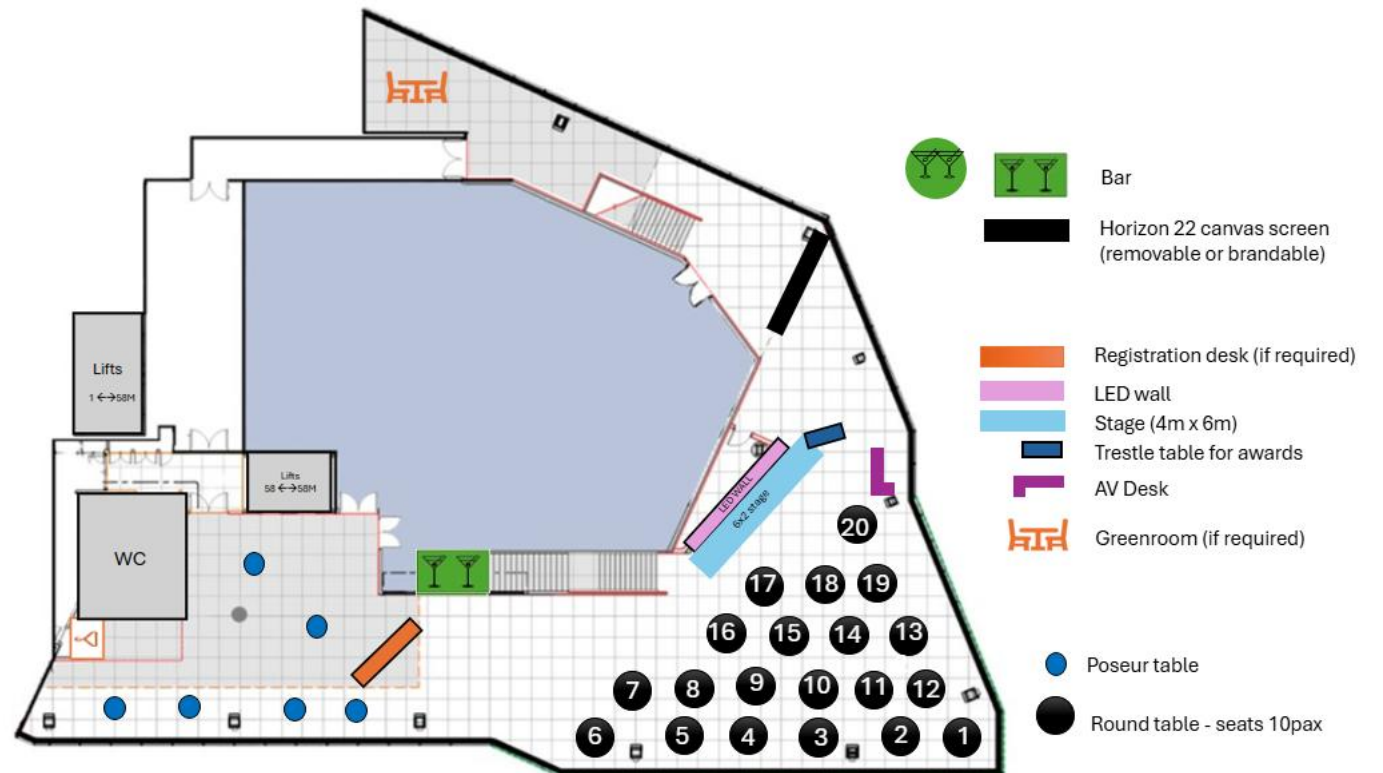 Bar
Horizon 22 canvas screen
(removable or brandable)
Lifts
1 ↔58M
Registration desk (if required)
LED wall
Stage (4m x 6m)
Trestle table for awards
Lifts
58 ↔58M
LED WALL
6x2 stage
AV Desk
20
Greenroom (if required)
WC
17 18 19
16 15 14 13
Poseur table
7 8 9 10 11 12
Round table - seats 10pax
6 5 4 3 2 1